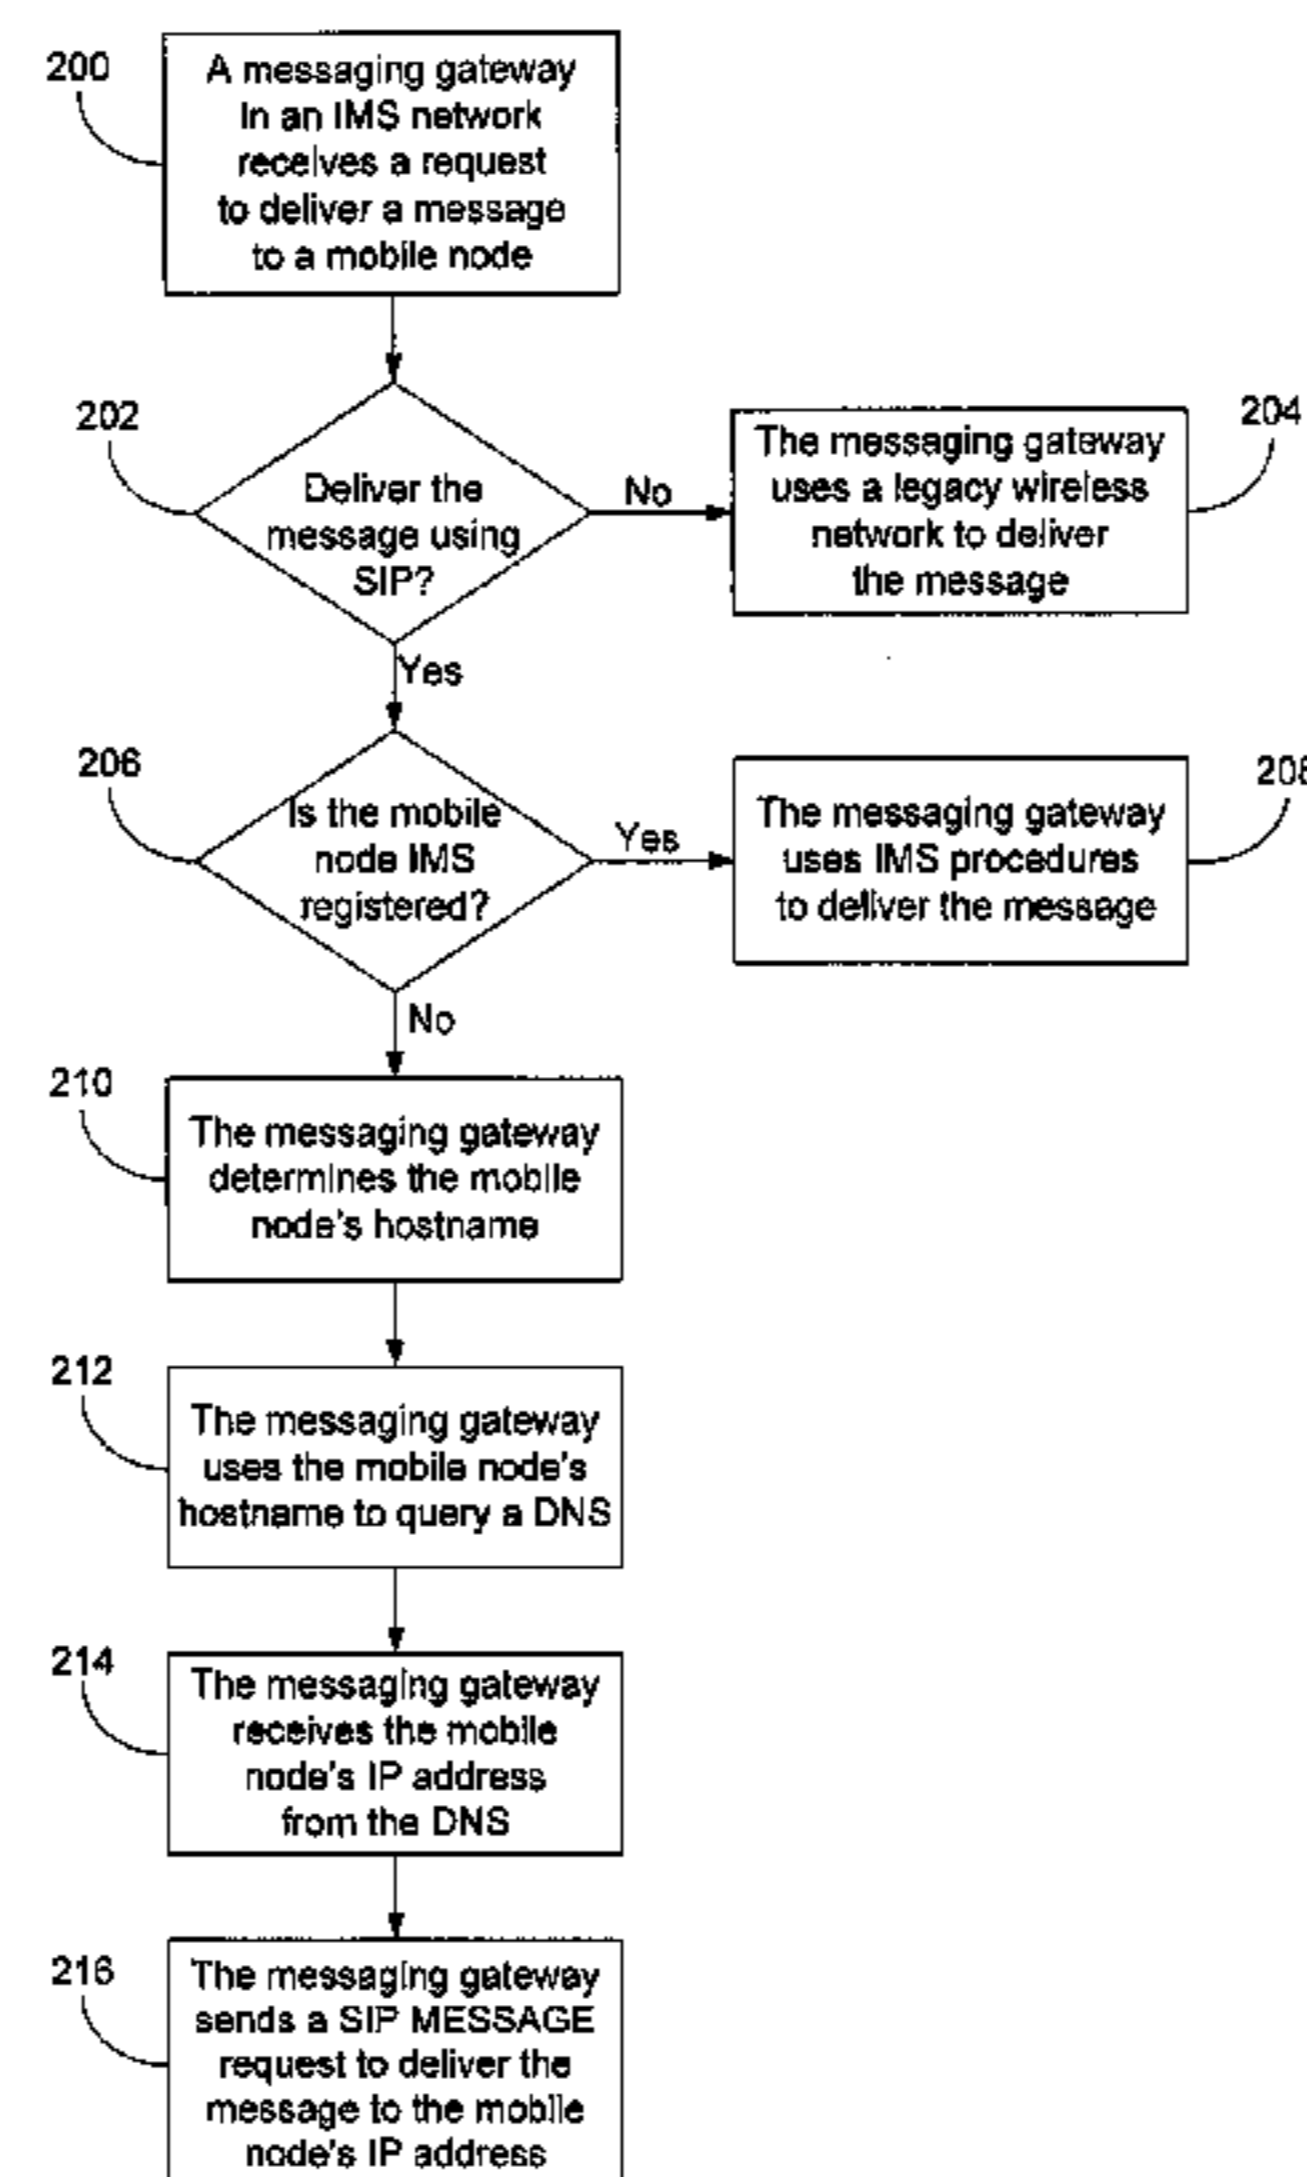 200
A messaging gateway
in an IMS network
receives a request
to deliver a message
to a mobile node
202
Deliver the
message using
SIP?
No
204
The messaging gateway
uses a legacy wireless
network to deliver
the message
Yes
206
Is the mobile
node IMS
registered?
Yes
208
The messaging gateway
uses IMS procedures
to deliver the message
No
210
The messaging gateway
determines the mobile
node's hostname
212
The messaging gateway
uses the mobile node's
hostname to query a DNS
214
The messaging gateway
receives the mobile
node's IP address
from the DNS
216
The messaging gateway
sends a SIP MESSAGE
request to deliver the
message to the mobile
node's IP address